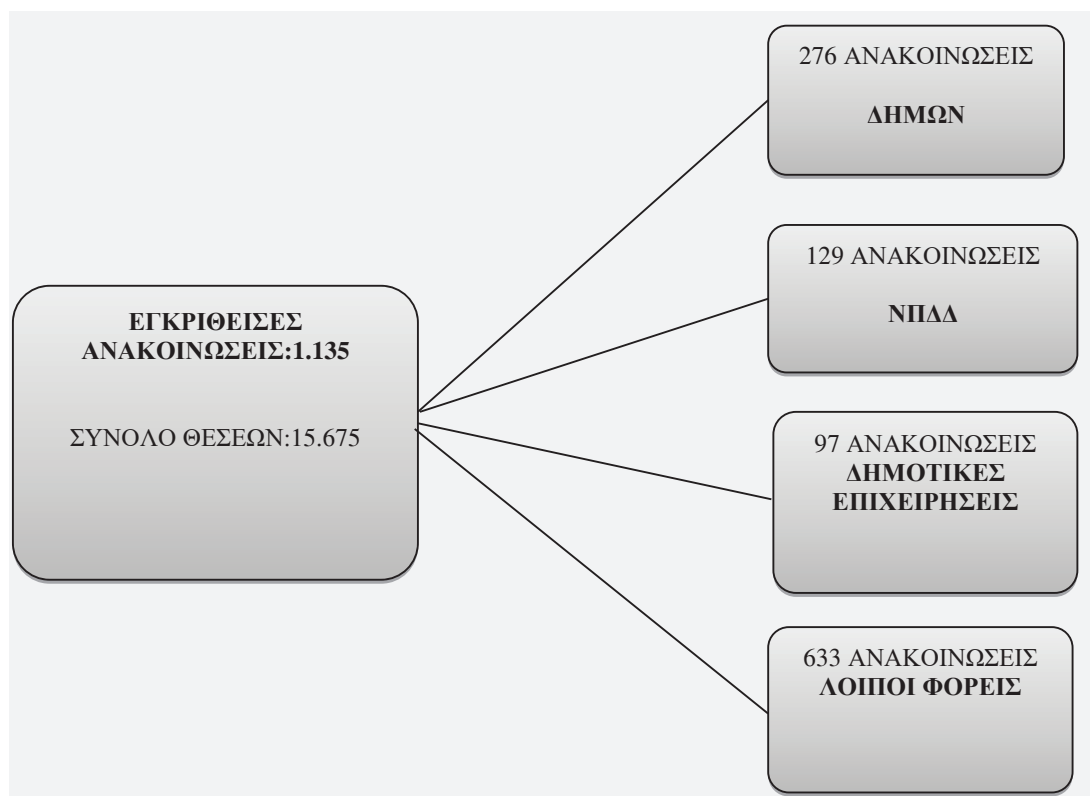 ΕΓΚΡΙΘΕΙΣΕΣ
ΑΝΑΚΟΙΝΩΣΕΙΣ:1.135
ΣΥΝΟΛΟ ΘΕΣΕΩΝ:15.675
276 ΑΝΑΚΟΙΝΩΣΕΙΣ
ΔΗΜΩΝ
129 ΑΝΑΚΟΙΝΩΣΕΙΣ
ΝΠΔΔ
97 ΑΝΑΚΟΙΝΩΣΕΙΣ
ΔΗΜΟΤΙΚΕΣ
ΕΠΙΧΕΙΡΗΣΕΙΣ
633 ΑΝΑΚΟΙΝΩΣΕΙΣ
ΛΟΙΠΟΙ ΦΟΡΕΙΣ